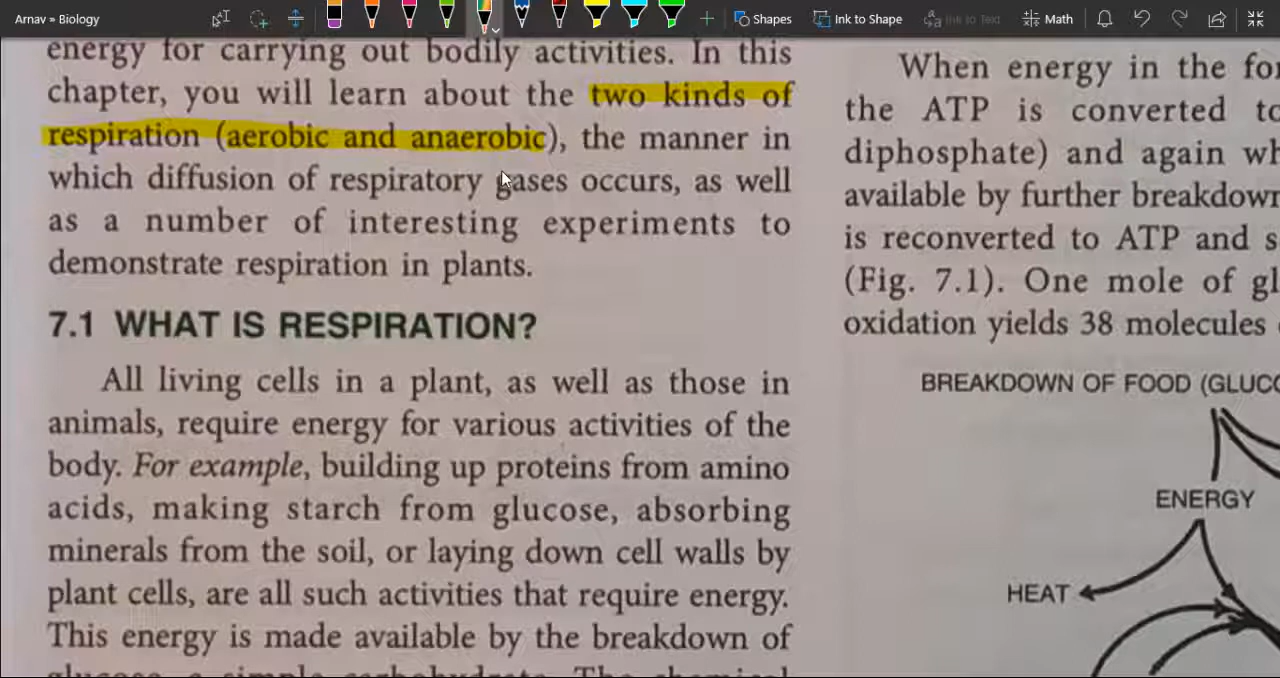 Arnav » Biology
Shapes
Ink to Shape
Ink to Text
Math
energy for carrying out bodily activities. In this
chapter, you will learn about the two kinds of
respiration (aerobic and anaerobic), the manner in
which diffusion of respiratory gases occurs, as well
as a number of interesting experiments to
demonstrate respiration in plants.
7.1 WHAT IS RESPIRATION?
All living cells in a plant, as well as those in
animals, require energy for various activities of the
body. For example, building up proteins from amino
acids, making starch from glucose, absorbing
minerals from the soil, or laying down cell walls by
plant cells, are all such activities that require energy.
This energy is made available by the breakdown of
glucose, a simple carbohydrate. The chemical
When energy in the for
the ATP is converted to
diphosphate) and again wh
available by further breakdown
is reconverted to ATP and s
(Fig. 7.1). One mole of gl
oxidation yields 38 molecules
BREAKDOWN OF FOOD (GLUCO
ENERGY
HEAT